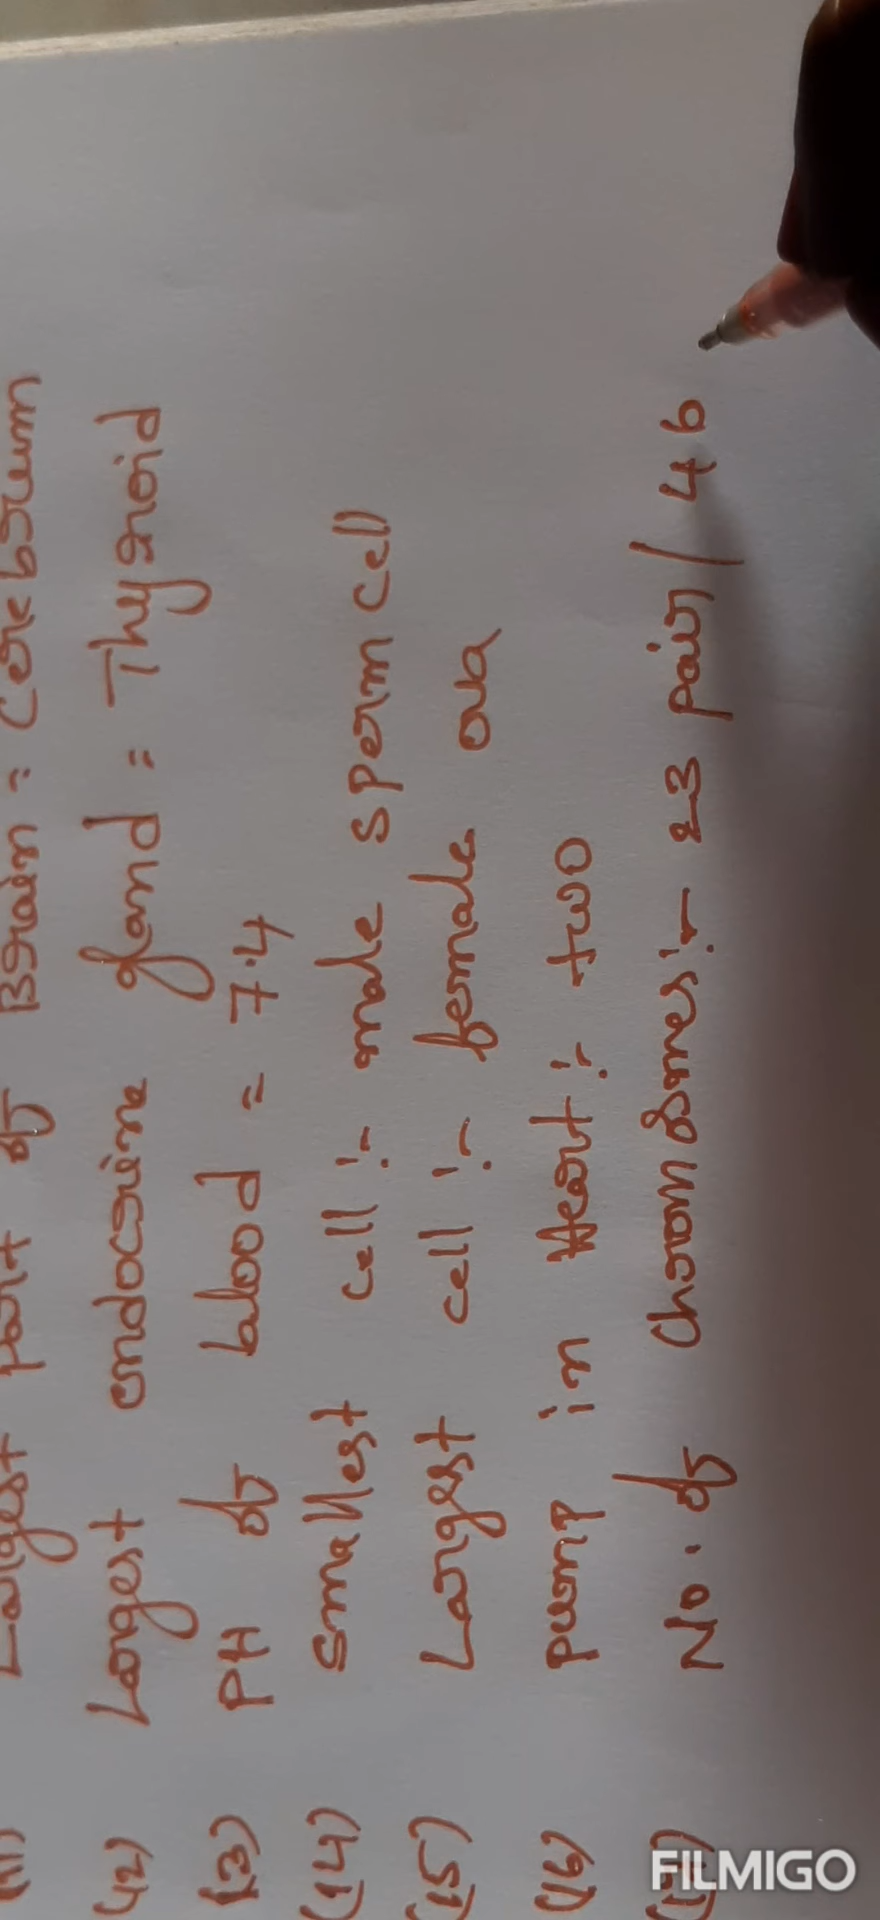 (11) Largest part of Brain = Cerebrum
(12) Largest endocrine gland = Thyroid
(13) PH of blood = 7.4
(14) Smallest cell :- male sperm cell
(15) Largest cell :- female ova
(16) pump in Heart :- two
(17) No. of chromosomes :- 23 pair / 46
FILMIGO